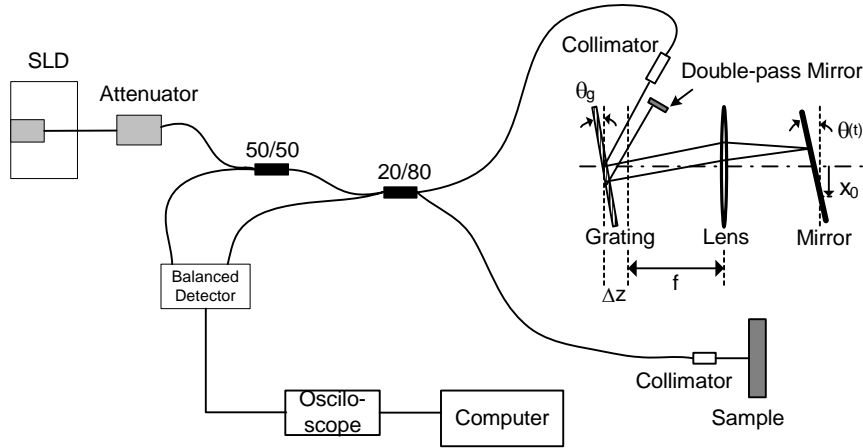 SLD
Attenuator
50/50
20/80
Balanced
Detector
Oscilo-
scope
Computer
Collimator
Double-pass Mirror
θg
θ(t)
x0
Grating
Lens
Mirror
Δz
f
Collimator
Sample